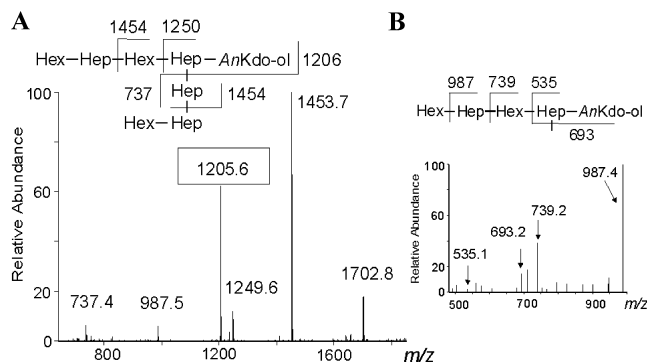 A
1454 1250
Hex–Hep–Hex–Hep–AnKdo-ol
1206
737 Hep 1454
Hex–Hep
Relative Abundance
100
60
20
0
737.4
987.5
1205.6
1249.6
1453.7
1702.8
800 1200 1600 m/z
B
987 739 535
Hex–Hep–Hex–Hep–AnKdo-ol
693
Relative Abundance
100
60
20
0
535.1
693.2
739.2
987.4
500 700 900 m/z